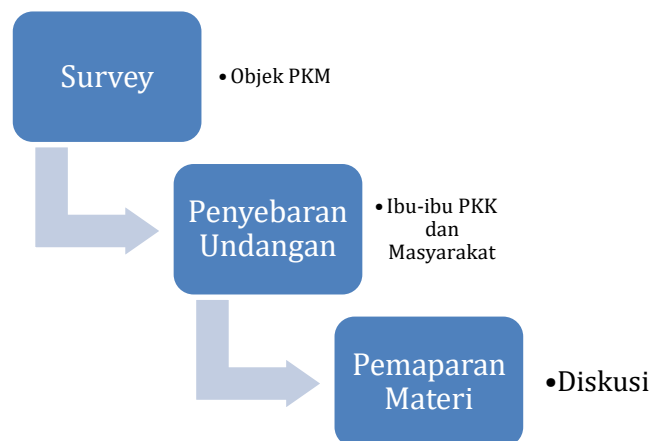 Survey
•Objek PKM
Penyebaran
Undangan
•Ibu-ibu PKK
dan
Masyarakat
Pemaparan
Materi
•Diskusi